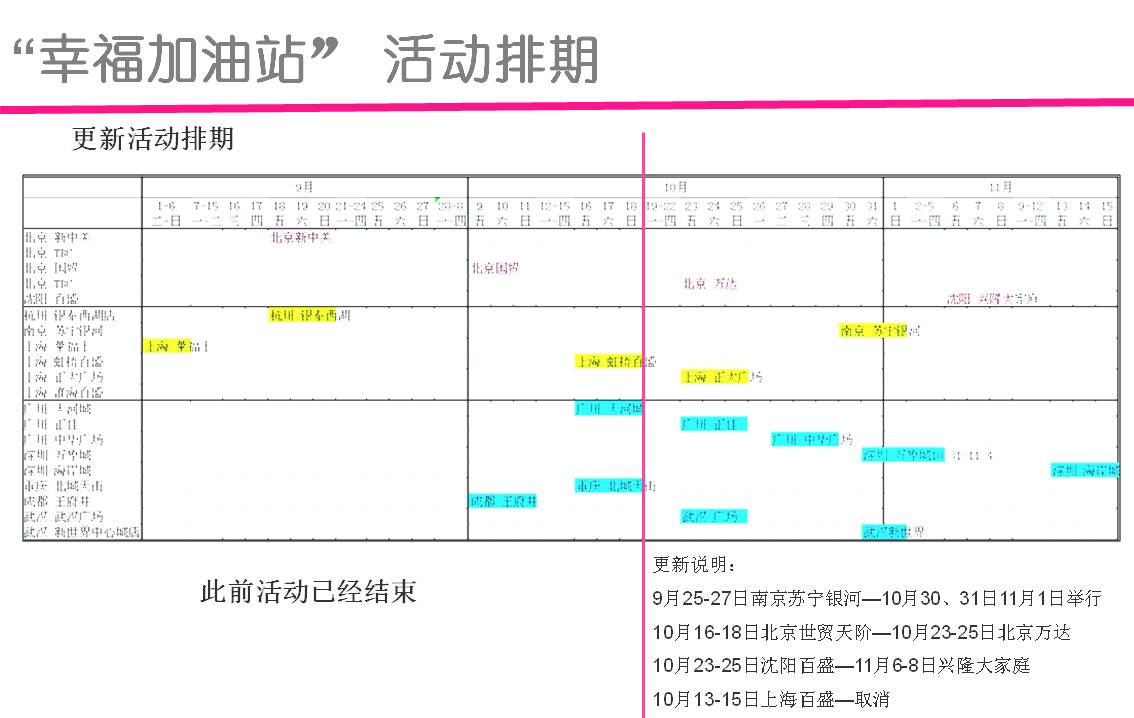 “幸福加油站” 活动排期
更新活动排期
9月 10月 11月
1-6 7-15 16 17 18 19 20 21-24 25 26 27 28-8 9 10 11 12-15 16 17 18 19-22 23 24 25 26 27 28 29 30 31 1 2-5 6 7 8 9-12 13 14 15
二-日 一-二 三 四 五 六 日 一-四 五 六 日 一-四 五 六 日 一-四 五 六 日 一-四 五 六 日 一 二 三 四 五 六 日 一-四 五 六 日 一-四 五 六 日
北京 新中关 北京新中关
北京
北京 国贸 北京国贸
北京 北京 万达
沈阳 百盛 沈阳 兴隆大家庭
杭州 银泰西湖店 杭州 银泰西湖
南京 苏宁银河 南京 苏宁银河
上海 上海
上海 虹桥百盛 上海 虹桥百盛
上海 正大广场 上海 正大广场
上海 淮海百盛
广州 天河城 广州 天河城
广州 正佳 广州 正佳
广州 中华广场 广州 中华广场
深圳 万象城 深圳 万象城10 31-11 3
深圳 海岸城 深圳 海岸城
重庆 北城天街 重庆 北城天街
成都 王府井 成都 王府井
武汉 武汉广场 武汉 广场
武汉 新世界中心城店 武汉新世界
此前活动已经结束
更新说明：
9月25-27日南京苏宁银河—10月30、31日11月1日举行
10月16-18日北京世贸天阶—10月23-25日北京万达
10月23-25日沈阳百盛—11月6-8日兴隆大家庭
10月13-15日上海百盛—取消